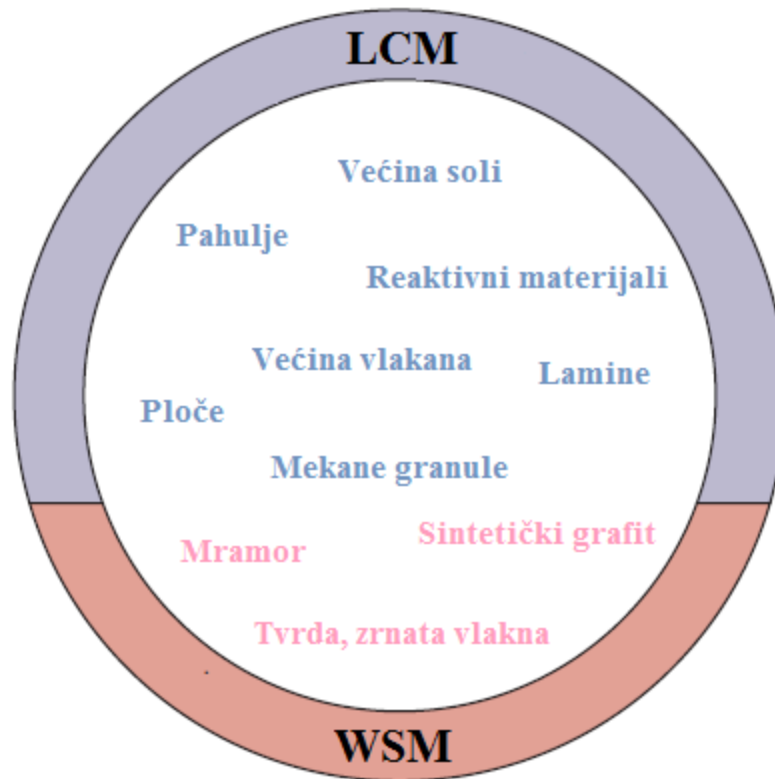 LCM
Većina soli
Pahulje
Reaktivni materijali
Većina vlakana
Lamine
Ploče
Mekane granule
Sintetički grafit
Mramor
Tvrda, zrnata vlakna
WSM